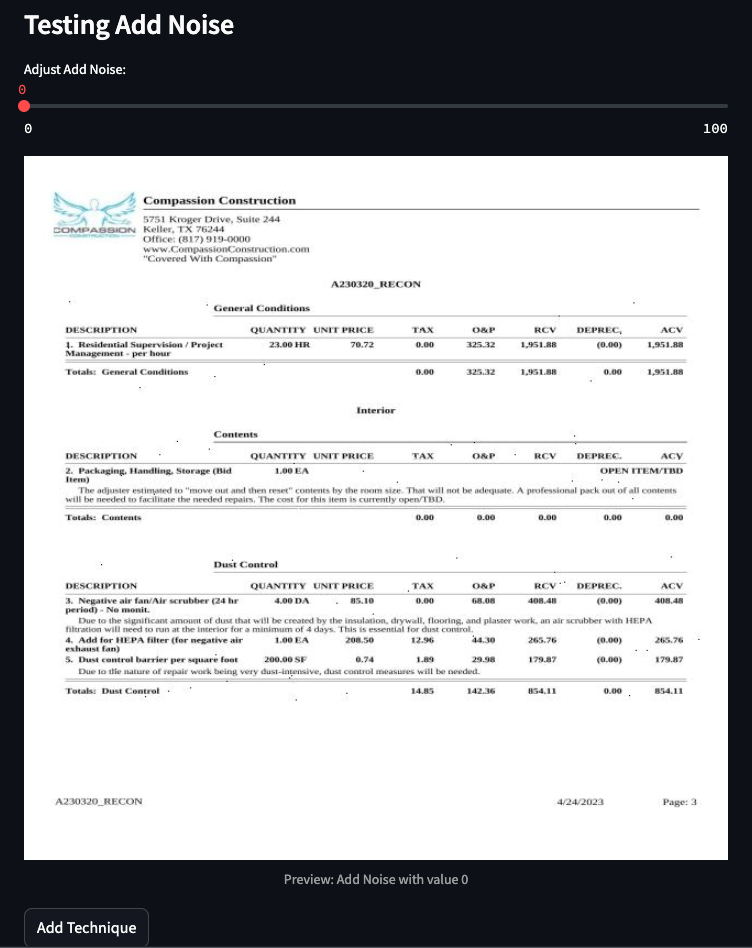 Testing Add Noise
Adjust Add Noise:
0
0 100
COMPASSION
CONSTRUCTION
Compassion Construction
5751 Kroger Drive, Suite 244
Keller, TX 76244
Office: (817) 919-0000
www.CompassionConstruction.com
"Covered With Compassion"
A230320_RECON
General Conditions
DESCRIPTION QUANTITY UNIT PRICE TAX O&P RCV DEPREC. ACV
1. Residential Supervision / Project 23.00 HR 70.72 0.00 325.32 1,951.88 (0.00) 1,951.88
Management - per hour
Totals: General Conditions 0.00 325.32 1,951.88 0.00 1,951.88
Interior
Contents
DESCRIPTION QUANTITY UNIT PRICE TAX O&P RCV DEPREC. ACV
2. Packaging, Handling, Storage (Bid 1.00 EA OPEN ITEM/TBD
Item)
The adjuster estimated to "move out and then reset" contents by the room size. That will not be adequate. A professional pack out of all contents
will be needed to facilitate the needed repairs. The cost for this item is currently open/TBD.
Totals: Contents 0.00 0.00 0.00 0.00 0.00
Dust Control
DESCRIPTION QUANTITY UNIT PRICE TAX O&P RCV DEPREC. ACV
3. Negative air fan/Air scrubber (24 hr 4.00 DA 85.10 0.00 68.08 408.48 (0.00) 408.48
period) - No monit.
Due to the significant amount of dust that will be created by the insulation, drywall, flooring, and plaster work, an air scrubber with HEPA
filtration will need to run at the interior for a minimum of 4 days. This is essential for dust control.
4. Add for HEPA filter (for negative air 1.00 EA 208.50 12.96 44.30 265.76 (0.00) 265.76
exhaust fan)
5. Dust control barrier per square foot 200.00 SF 0.74 1.89 29.98 179.87 (0.00) 179.87
Due to the nature of repair work being very dust-intensive, dust control measures will be needed.
Totals: Dust Control 14.85 142.36 854.11 0.00 854.11
A230320_RECON 4/24/2023 Page: 3
Preview: Add Noise with value 0
Add Technique